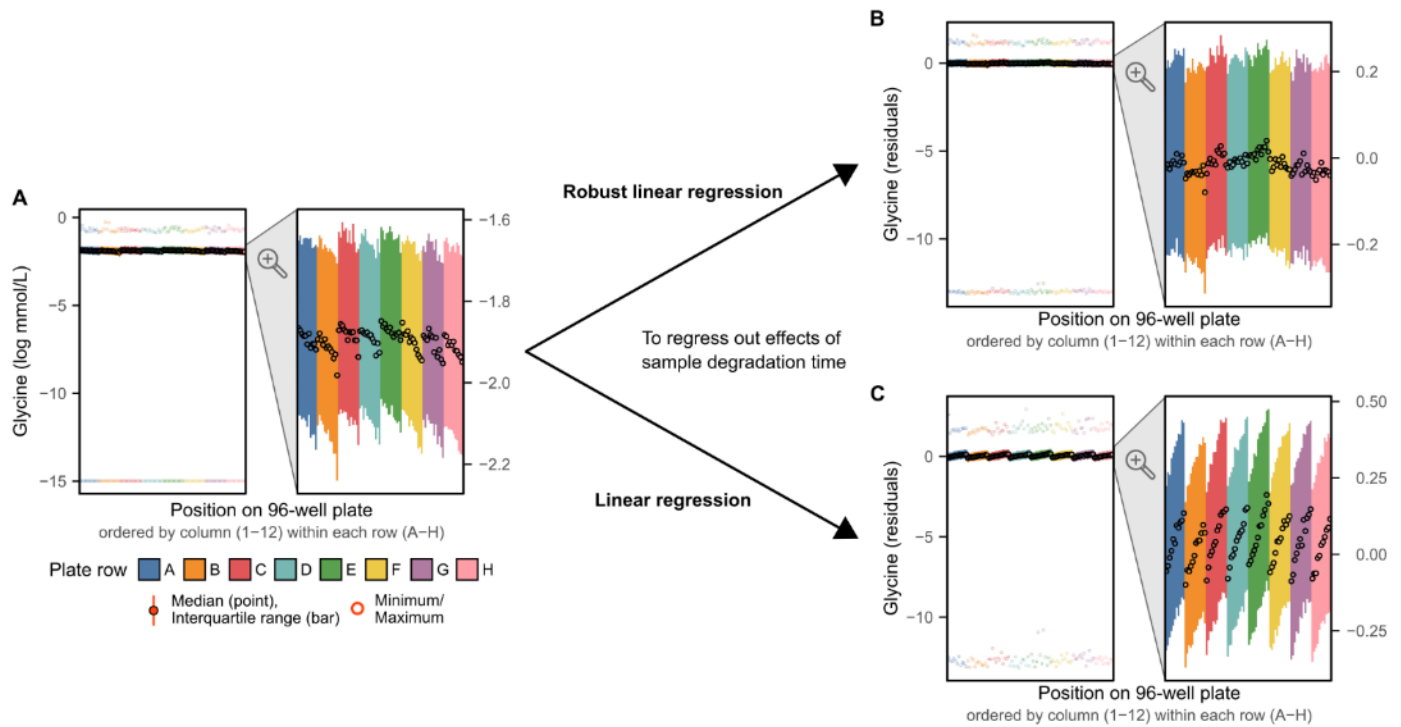 A
Glycine (log mmol/L)
0
−5
−10
−15
−1.6
−1.8
−2.0
−2.2
Position on 96−well plate
ordered by column (1−12) within each row (A−H)
Plate row A B C D E F G H
Median (point),
Interquartile range (bar)
Minimum/
Maximum
Robust linear regression
To regress out effects of
sample degradation time
Linear regression
B
Glycine (residuals)
0
−5
−10
0.2
0.0
−0.2
Position on 96−well plate
ordered by column (1−12) within each row (A−H)
C
Glycine (residuals)
0
−5
−10
0.50
0.25
0.00
−0.25
Position on 96−well plate
ordered by column (1−12) within each row (A−H)